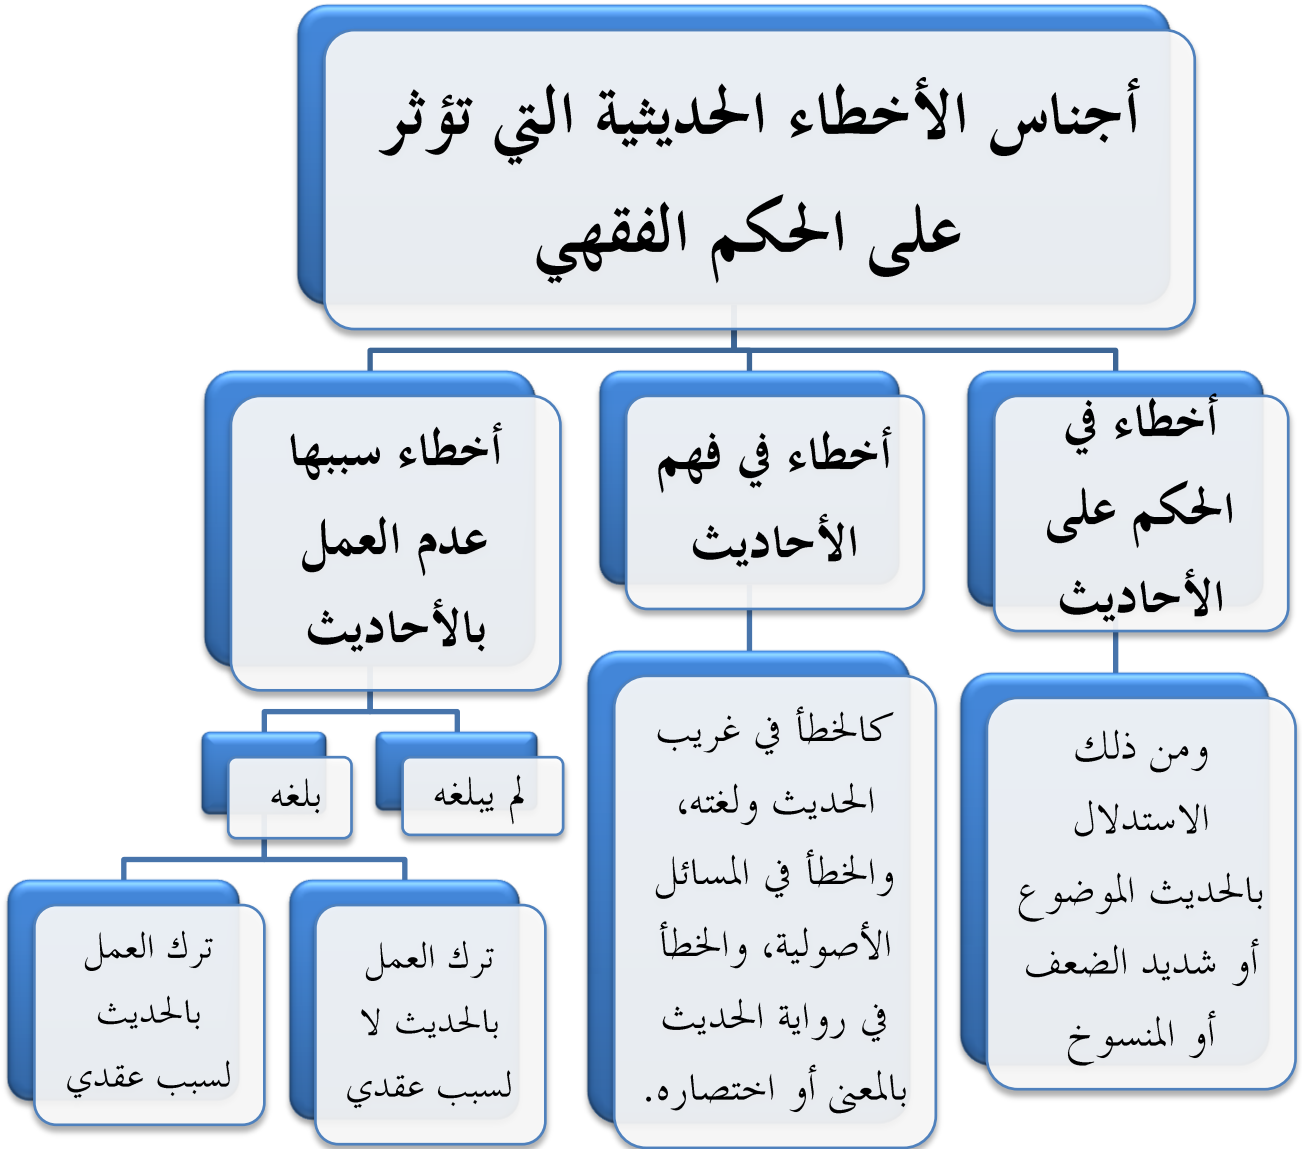 أجناس الأخطاء الحديثية التي تؤثر
على الحكم الفقهي
أخطاء في
الحكم على
الأحاديث
ومن ذلك
الاستدلال
بالحديث الموضوع
أو شديد الضعف
أو المنسوخ
أخطاء في فهم
الأحاديث
كالخطأ في غريب
الحديث ولغته،
والخطأ في المسائل
الأصولية، والخطأ
في رواية الحديث
بالمعنى أو اختصاره.
أخطاء سببها
عدم العمل
بالأحاديث
لم يبلغه
بلغه
ترك العمل
بالحديث لا
لسبب عقدي
ترك العمل
بالحديث
لسبب عقدي